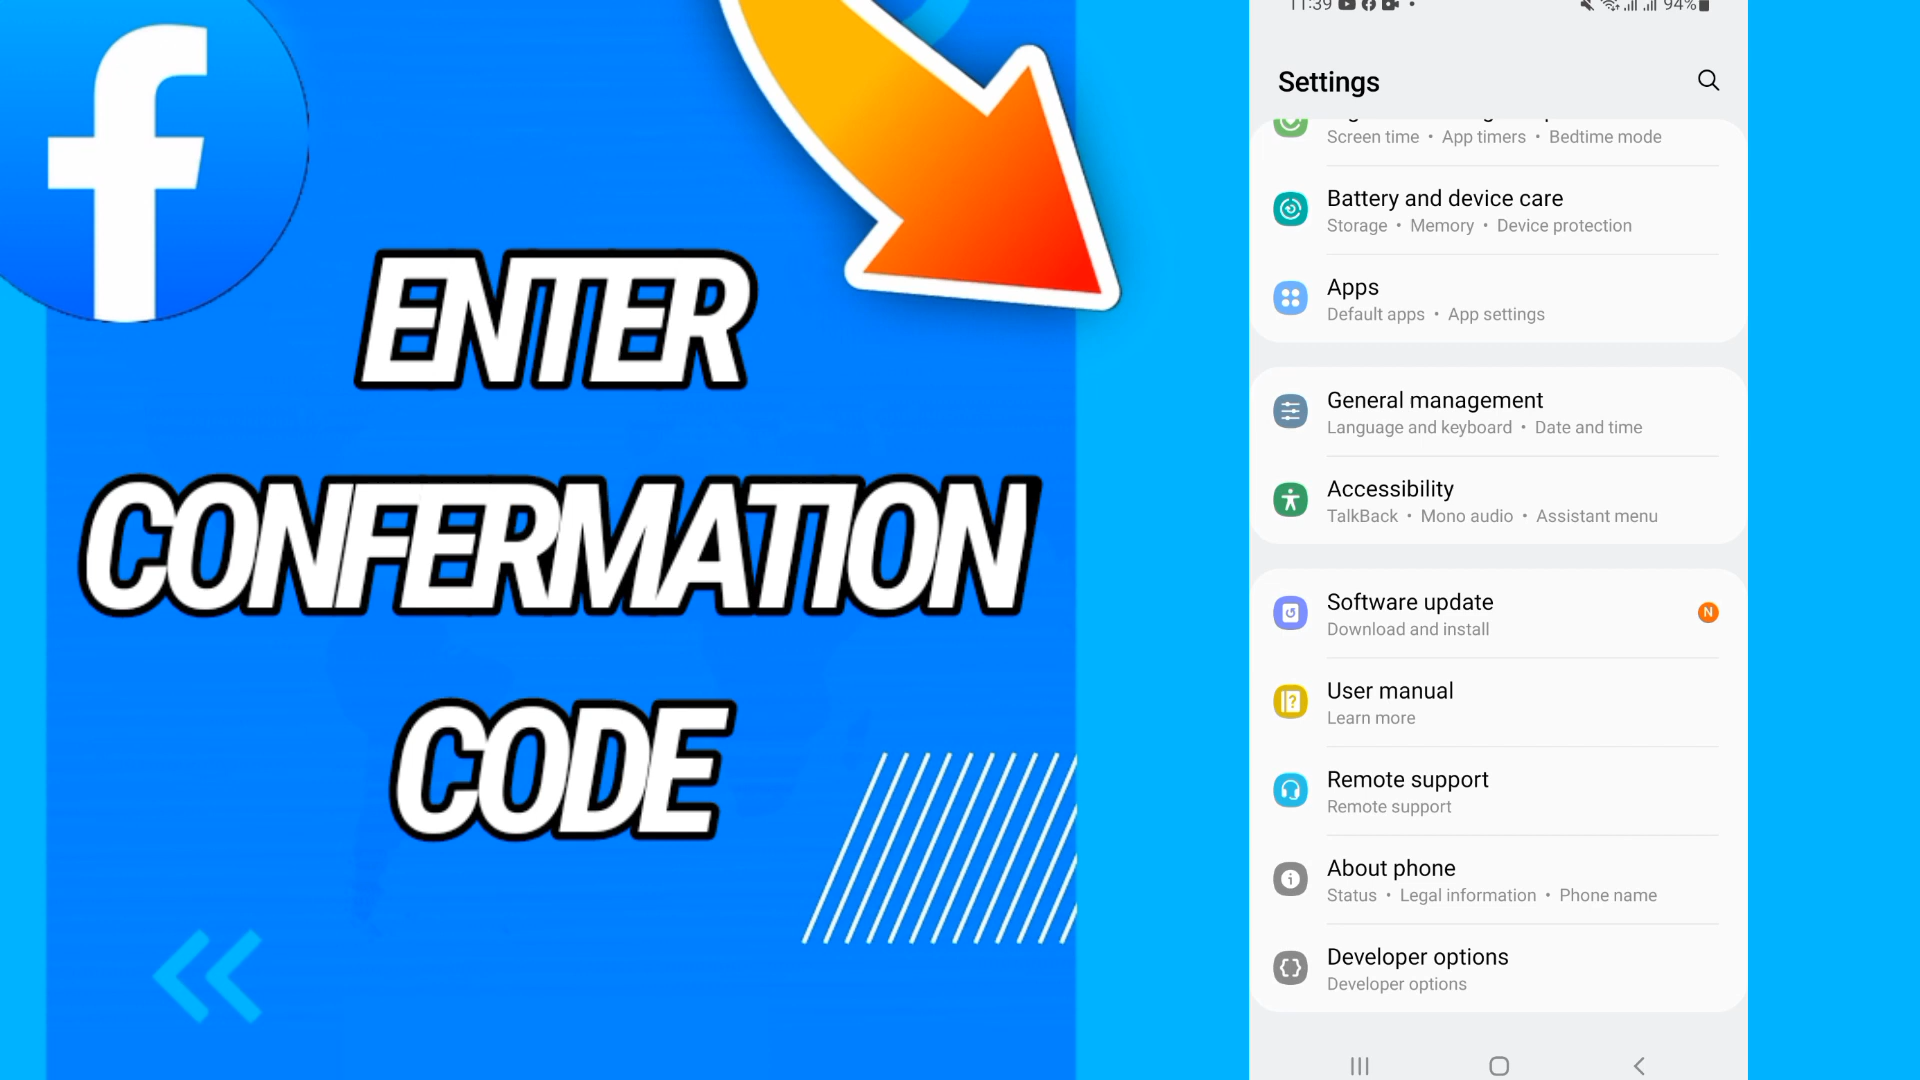 ENTER
CONFERMATION
CODE
11:39
94%
Settings
Screen time • App timers • Bedtime mode
Battery and device care
Storage • Memory • Device protection
Apps
Default apps • App settings
General management
Language and keyboard • Date and time
Accessibility
TalkBack • Mono audio • Assistant menu
Software update
N
Download and install
User manual
Learn more
Remote support
Remote support
About phone
Status • Legal information • Phone name
Developer options
Developer options